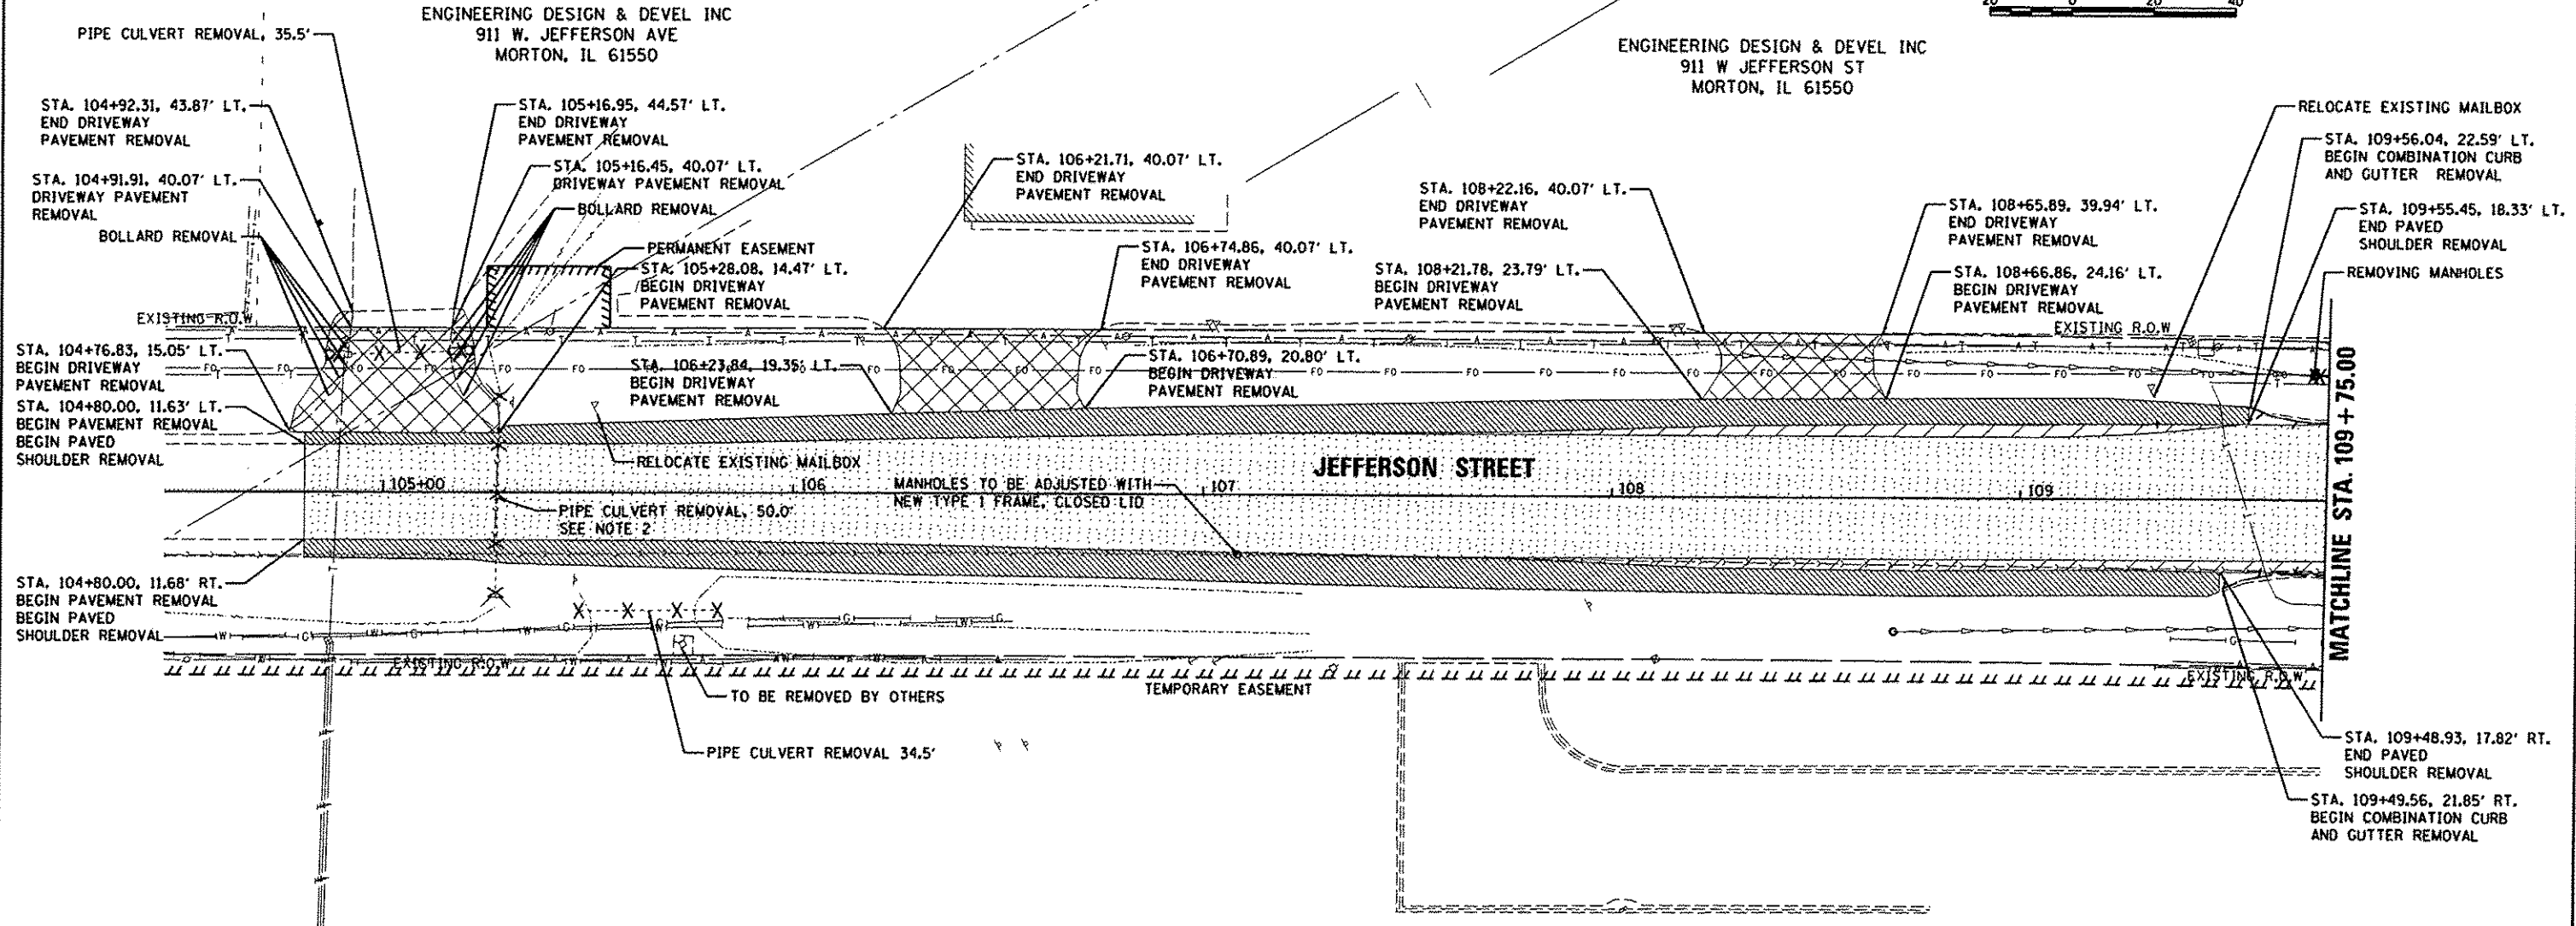 20 0 20 40
ENGINEERING DESIGN & DEVEL INC
911 W. JEFFERSON AVE
MORTON, IL 61550
ENGINEERING DESIGN & DEVEL INC
911 W JEFFERSON ST
MORTON, IL 61550
PIPE CULVERT REMOVAL, 35.5'
STA. 104+92.31, 43.87' LT.
END DRIVEWAY
PAVEMENT REMOVAL
STA. 104+91.91, 40.07' LT.
DRIVEWAY PAVEMENT
REMOVAL
BOLLARD REMOVAL
STA. 105+16.95, 44.57' LT.
END DRIVEWAY
PAVEMENT REMOVAL
STA. 105+16.45, 40.07' LT.
DRIVEWAY PAVEMENT REMOVAL
BOLLARD REMOVAL
PERMANENT EASEMENT
STA. 105+28.08, 14.47' LT.
BEGIN DRIVEWAY
PAVEMENT REMOVAL
STA. 106+21.71, 40.07' LT.
END DRIVEWAY
PAVEMENT REMOVAL
STA. 106+74.86, 40.07' LT.
END DRIVEWAY
PAVEMENT REMOVAL
STA. 108+22.16, 40.07' LT.
END DRIVEWAY
PAVEMENT REMOVAL
STA. 108+21.78, 23.79' LT.
BEGIN DRIVEWAY
PAVEMENT REMOVAL
STA. 108+65.89, 39.94' LT.
END DRIVEWAY
PAVEMENT REMOVAL
STA. 108+66.86, 24.16' LT.
BEGIN DRIVEWAY
PAVEMENT REMOVAL
RELOCATE EXISTING MAILBOX
STA. 109+56.04, 22.59' LT.
BEGIN COMBINATION CURB
AND GUTTER REMOVAL
STA. 109+55.45, 18.33' LT.
END PAVED
SHOULDER REMOVAL
REMOVING MANHOLES
EXISTING R.O.W
EXISTING R.O.W
STA. 104+76.83, 15.05' LT.
BEGIN DRIVEWAY
PAVEMENT REMOVAL
STA. 104+80.00, 11.63' LT.
BEGIN PAVEMENT REMOVAL
BEGIN PAVED
SHOULDER REMOVAL
STA. 106+23.84, 19.35' LT.
BEGIN DRIVEWAY
PAVEMENT REMOVAL
STA. 106+70.89, 20.80' LT.
BEGIN DRIVEWAY
PAVEMENT REMOVAL
RELOCATE EXISTING MAILBOX
JEFFERSON STREET
105+00
106
107
108
109
MANHOLES TO BE ADJUSTED WITH
NEW TYPE 1 FRAME, CLOSED LID
PIPE CULVERT REMOVAL, 50.0'
SEE NOTE 2
MATCHLINE STA. 109+75.00
STA. 104+80.00, 11.68' RT.
BEGIN PAVEMENT REMOVAL
BEGIN PAVED
SHOULDER REMOVAL
EXISTING R.O.W
TO BE REMOVED BY OTHERS
TEMPORARY EASEMENT
EXISTING R.O.W
PIPE CULVERT REMOVAL 34.5'
STA. 109+48.93, 17.82' RT.
END PAVED
SHOULDER REMOVAL
STA. 109+49.56, 21.85' RT.
BEGIN COMBINATION CURB
AND GUTTER REMOVAL